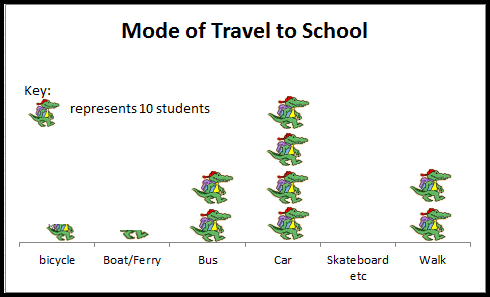 Mode of Travel to School
Key:
represents 10 students
bicycle Boat/Ferry Bus Car Skateboard Walk
etc